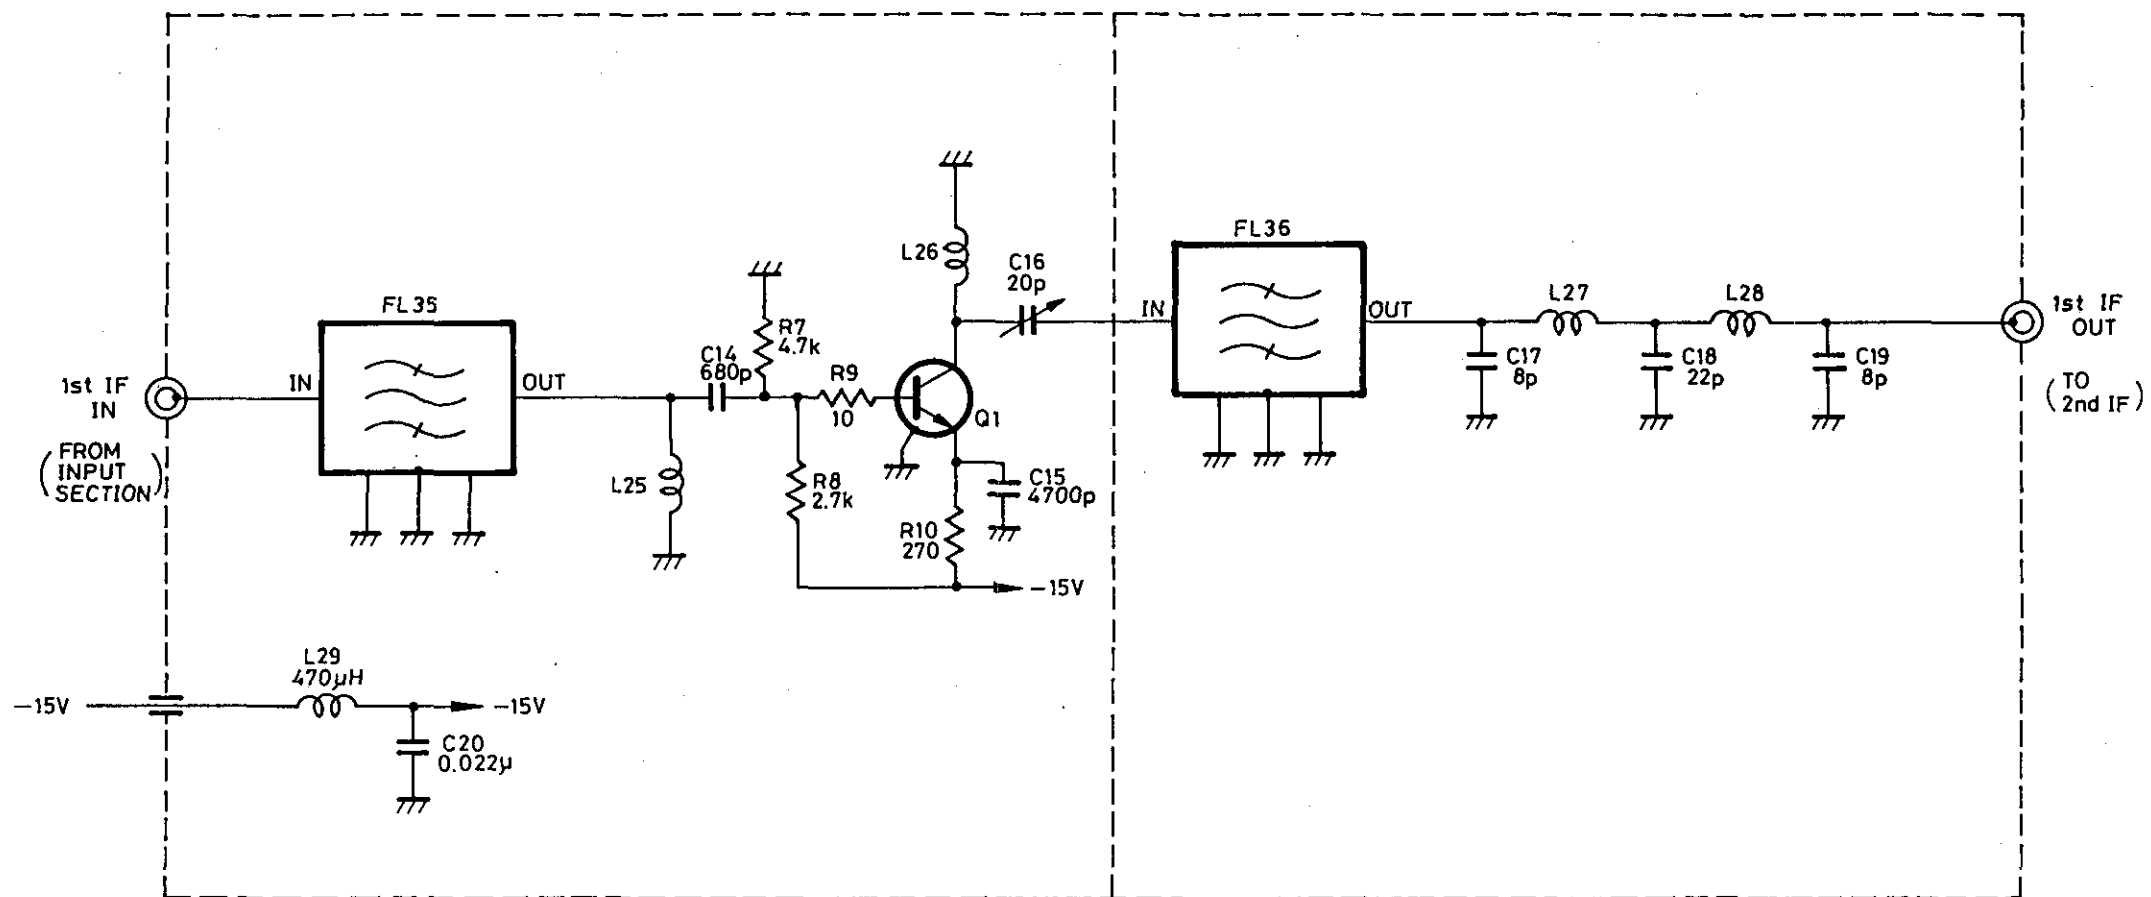 FL35
IN
OUT
1st IF
IN
(FROM
INPUT
SECTION)
L25
C14
680p
R7
4.7k
R9
10
R8
2.7k
Q1
L26
C16
20p
C15
4700p
R10
270
-15V
FL36
IN
OUT
L27
L28
C17
8p
C18
22p
C19
8p
1st IF
OUT
(TO
2nd IF)
-15V
L29
470μH
-15V
C20
0.022μ